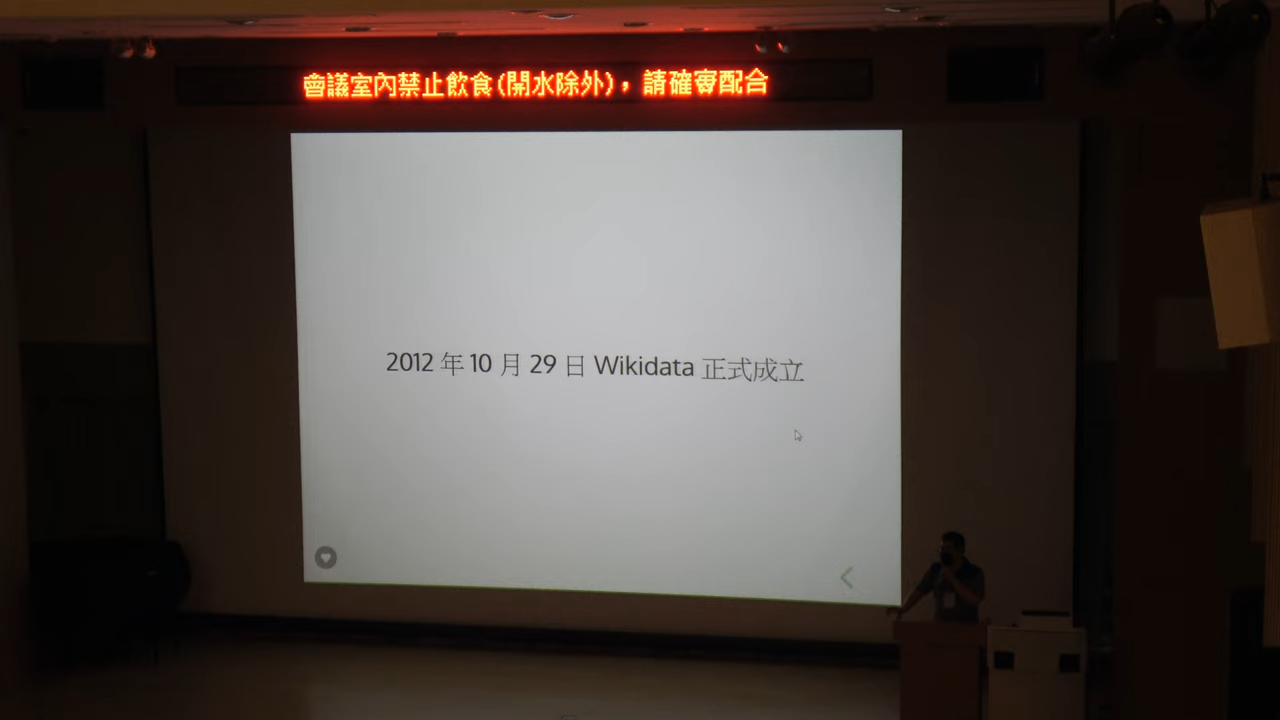 會議室內禁止飲食(開水除外)，請確實配合
2012 年 10 月 29 日 Wikidata 正式成立